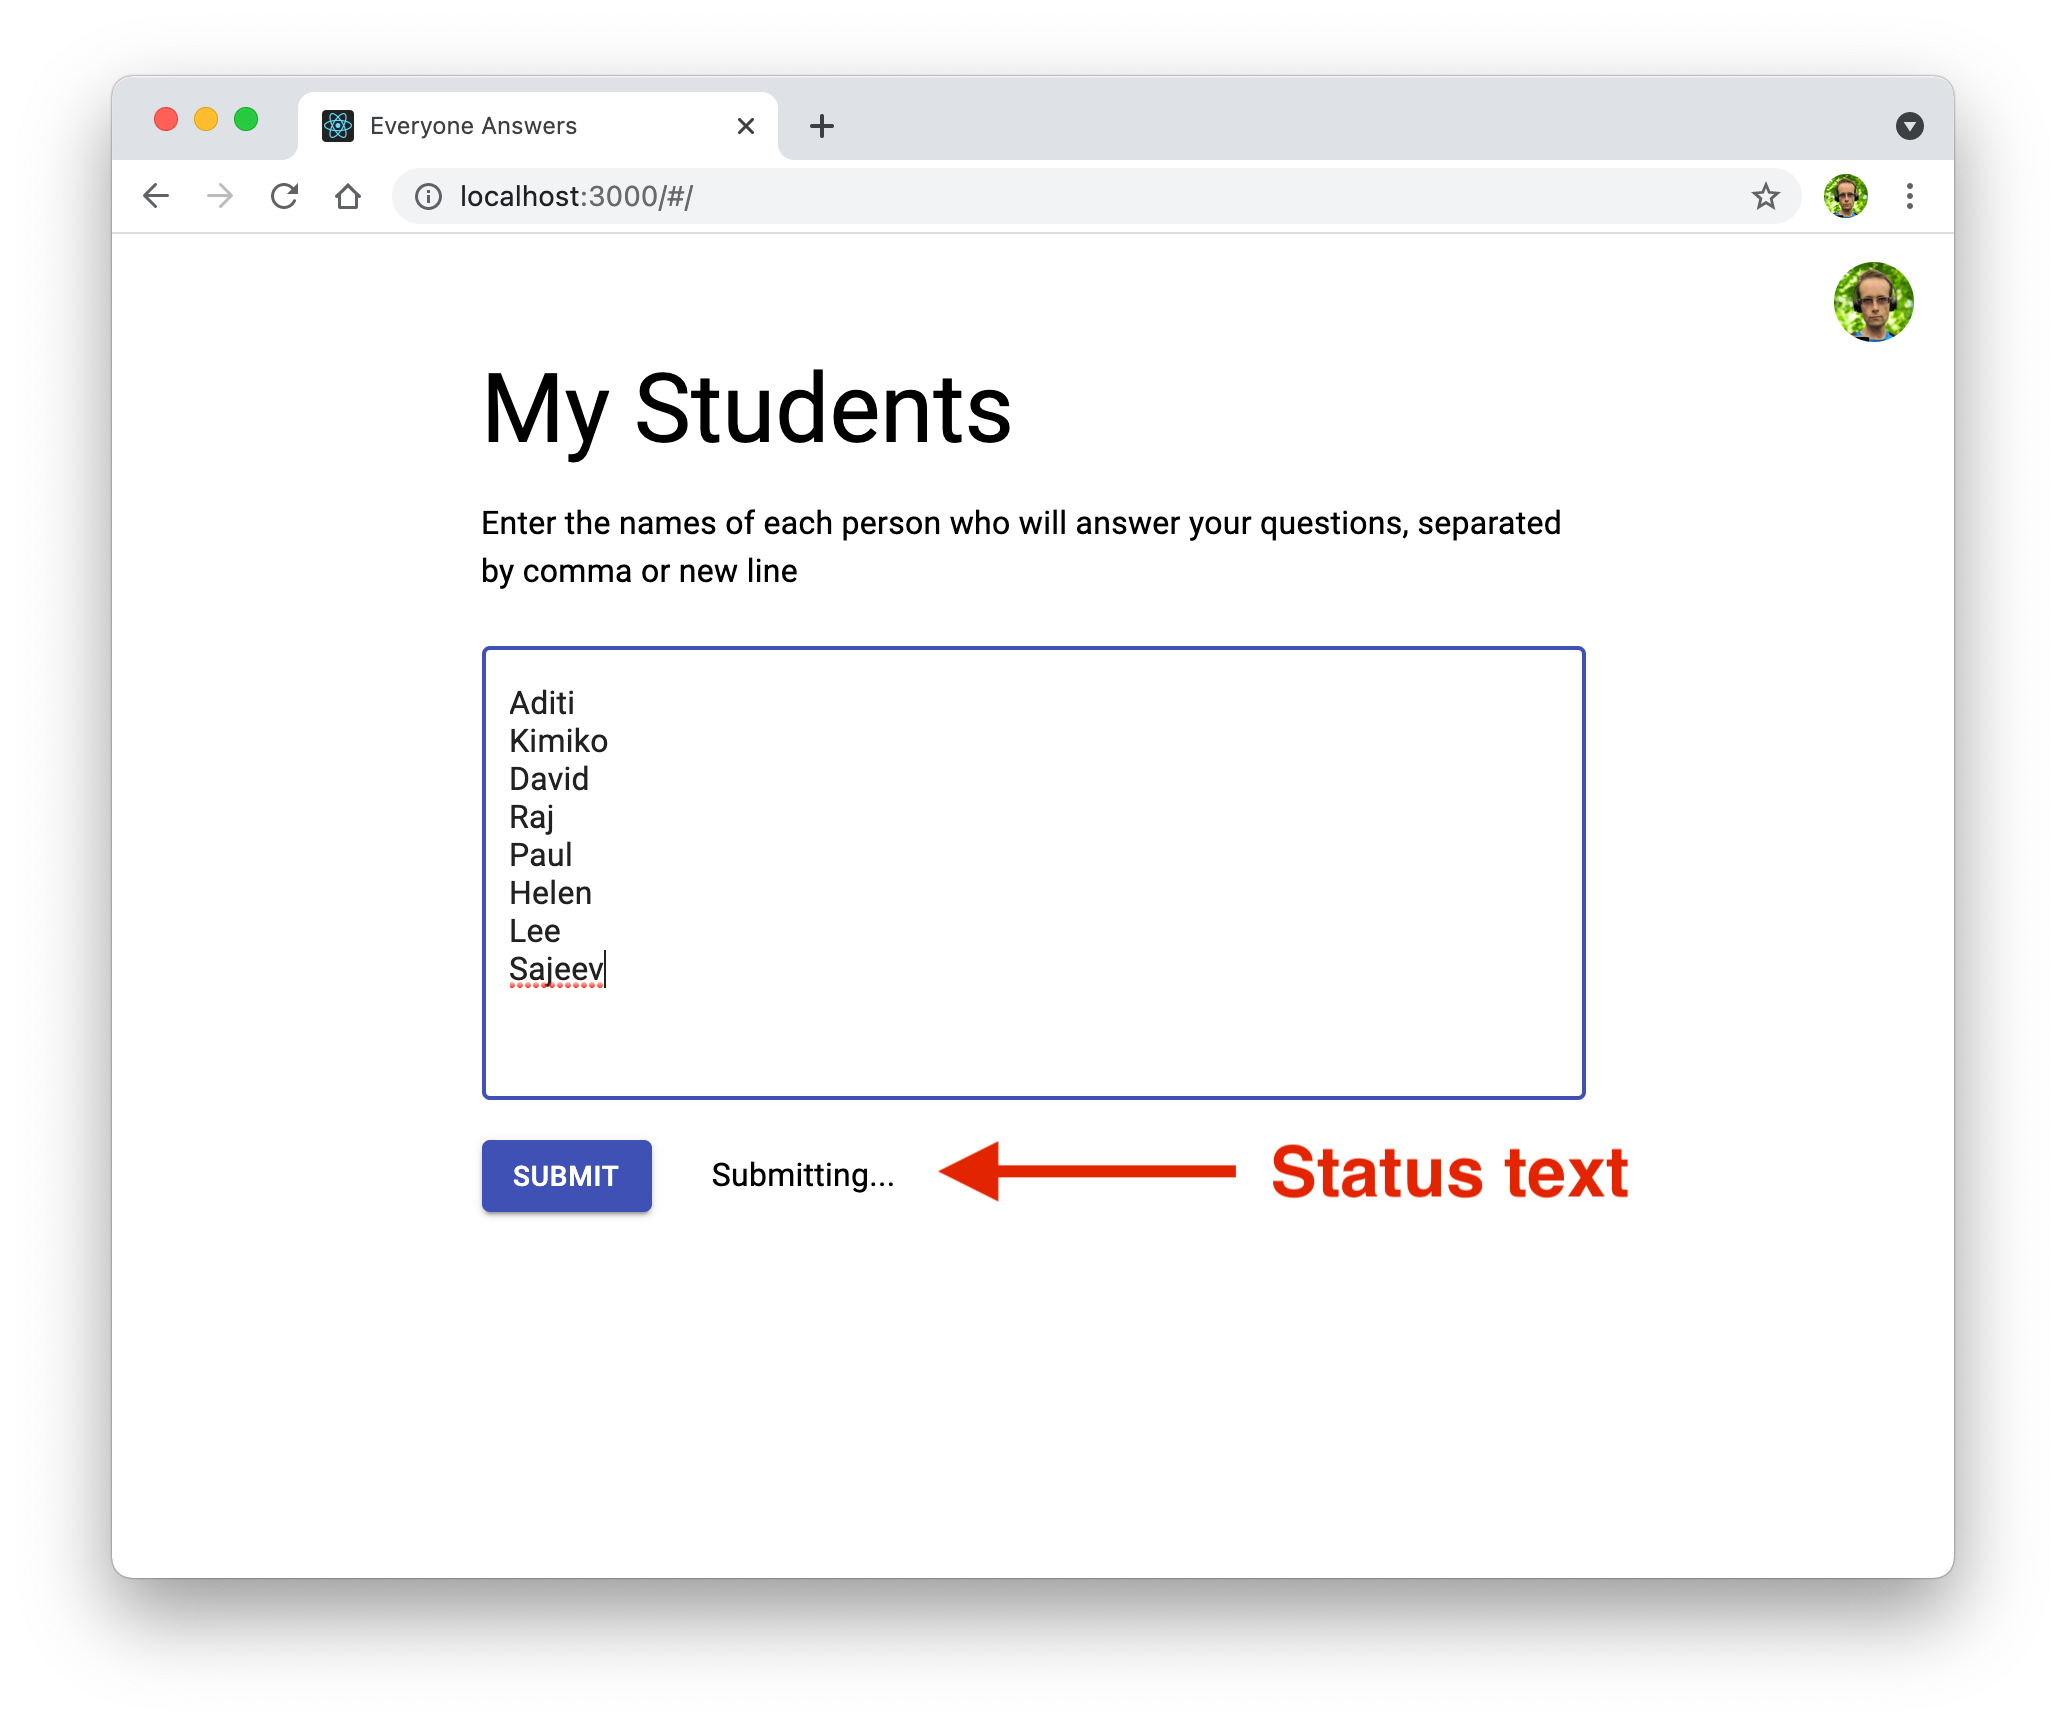 Everyone Answers
localhost:3000/#/
My Students
Enter the names of each person who will answer your questions, separated
by comma or new line
Aditi
Kimiko
David
Raj
Paul
Helen
Lee
Sajeev
SUBMIT Submitting... Status text